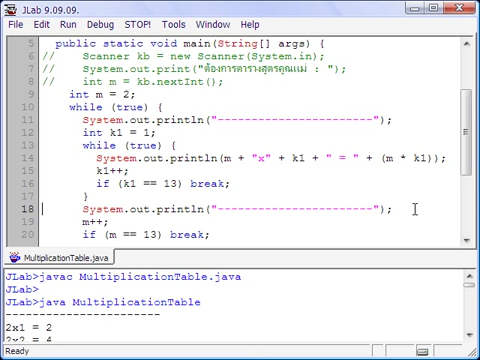 JLab 9.09.09.
File Edit Run Debug STOP! Tools Window Help
5 public static void main(String[] args) {
6 // Scanner kb = new Scanner(System.in);
7 // System.out.print("ต้องการตารางสูตรคูณแม่ : ");
8 // int m = kb.nextInt();
9 int m = 2;
10 while (true) {
11 System.out.println("-----------------------");
12 int k1 = 1;
13 while (true) {
14 System.out.println(m + "x" + k1 + " = " + (m * k1));
15 k1++;
16 if (k1 == 13) break;
17 }
18 System.out.println("-----------------------");
19 m++;
20 if (m == 13) break;
MultiplicationTable.java
JLab>javac MultiplicationTable.java
JLab>
JLab>java MultiplicationTable
-----------------------
2x1 = 2
2x2 = 4
Ready